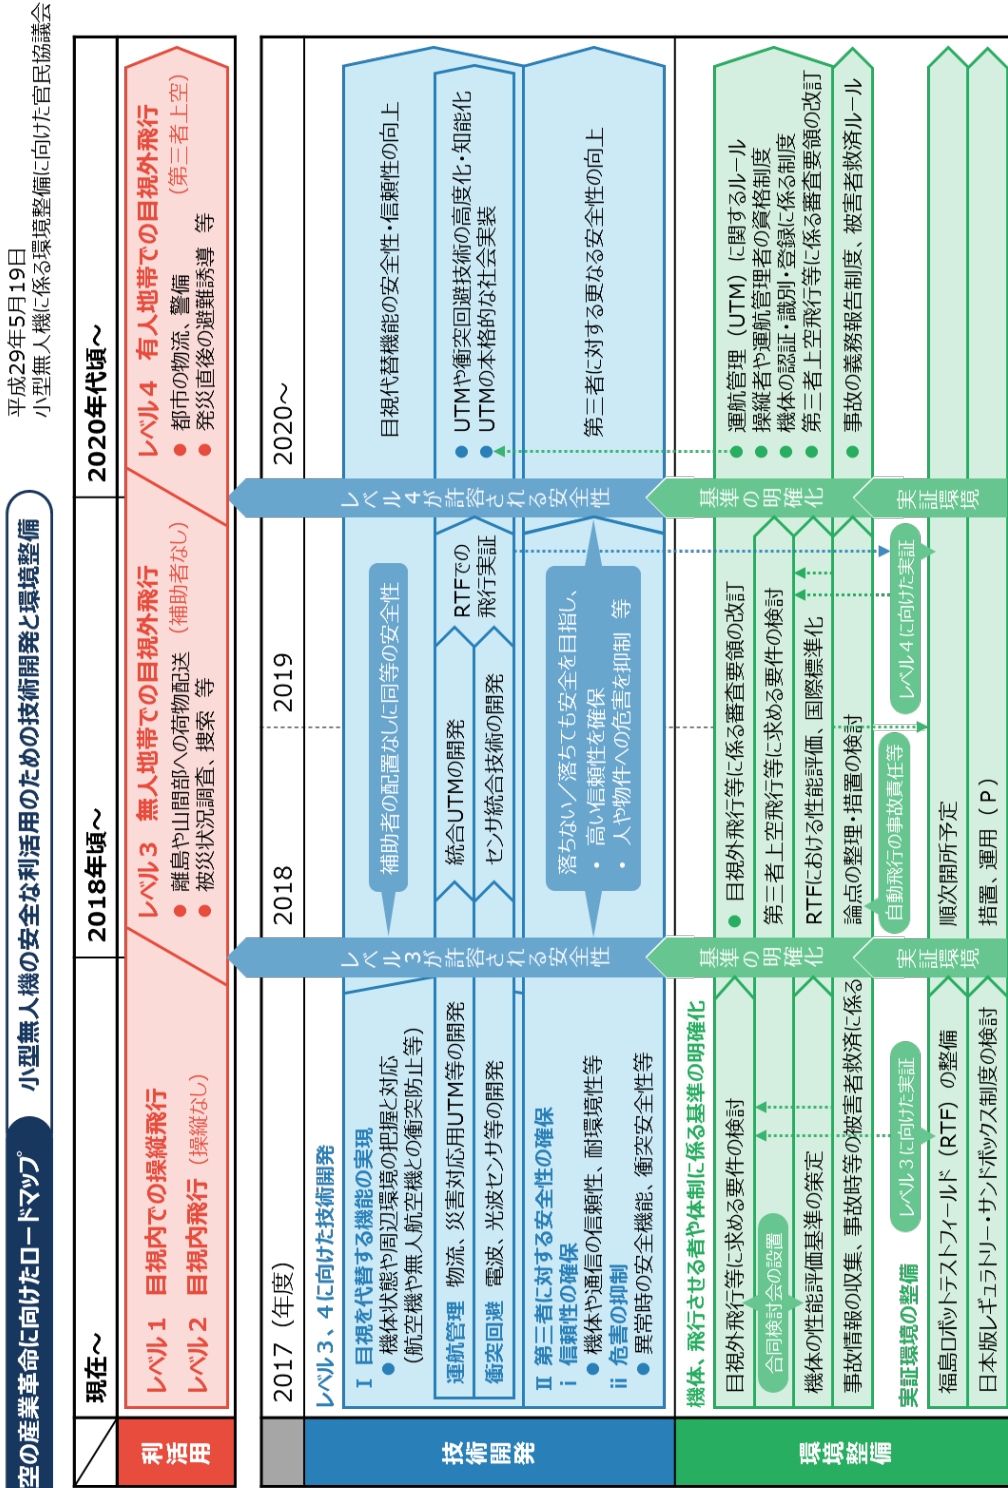 空の産業革命に向けたロードマップ 小型無人機の安全な利活用のための技術開発と環境整備
平成29年5月19日
小型無人機に係る環境整備に向けた官民協議会
現在～
2018年頃～
2020年代頃～
利活用
レベル1 目視内での操縦飛行
レベル2 目視内飛行（操縦なし）
レベル3 無人地帯での目視外飛行（補助者なし）
● 離島や山間部への荷物配送
● 被災状況調査、捜索 等
レベル4 有人地帯での目視外飛行（第三者上空）
● 都市の物流、警備
● 発災直後の避難誘導 等
2017（年度）
2018
2019
2020～
技術開発
レベル3、4に向けた技術開発
I 目視を代替する機能の実現
● 機体状態や周辺環境の把握と対応
（航空機や無人航空機との衝突防止等）
補助者の配置なしに同等の安全性
目視代替機能の安全性・信頼性の向上
運航管理 物流、災害対応用UTM等の開発
統合UTMの開発
衝突回避 電波、光波センサ等の開発
センサ統合技術の開発
RTFでの
飛行実証
● UTMや衝突回避技術の高度化・知能化
● UTMの本格的な社会実装
II 第三者に対する安全性の確保
i 信頼性の確保
● 機体や通信の信頼性、耐環境性等
ii 危害の抑制
● 異常時の安全機能、衝突安全性等
落ちない／落ちても安全を目指し、
・ 高い信頼性を確保
・ 人や物件への危害を抑制 等
第三者に対する更なる安全性の向上
レベル3が許容される安全性
レベル4が許容される安全性
環境整備
機体、飛行させる者や体制に係る基準の明確化
目視外飛行等に求める要件の検討
● 目視外飛行等に係る審査要領の改訂
合同検討会の設置
第三者上空飛行等に求める要件の検討
機体の性能評価基準の策定
RTFにおける性能評価、国際標準化
事故情報の収集、事故時等の被害者救済に係る
論点の整理・措置の検討
自動飛行の事故責任等
● 運航管理（UTM）に関するルール
● 操縦者や運航管理者の資格制度
● 機体の認証・識別・登録に係る制度
● 第三者上空飛行等に係る審査要領の改訂
● 事故の義務報告制度、被害者救済ルール
基準の明確化
基準の明確化
実証環境
実証環境
実証環境の整備
レベル3に向けた実証
レベル4に向けた実証
福島ロボットテストフィールド（RTF）の整備
順次開所予定
日本版レギュラトリー・サンドボックス制度の検討
措置、運用（P）